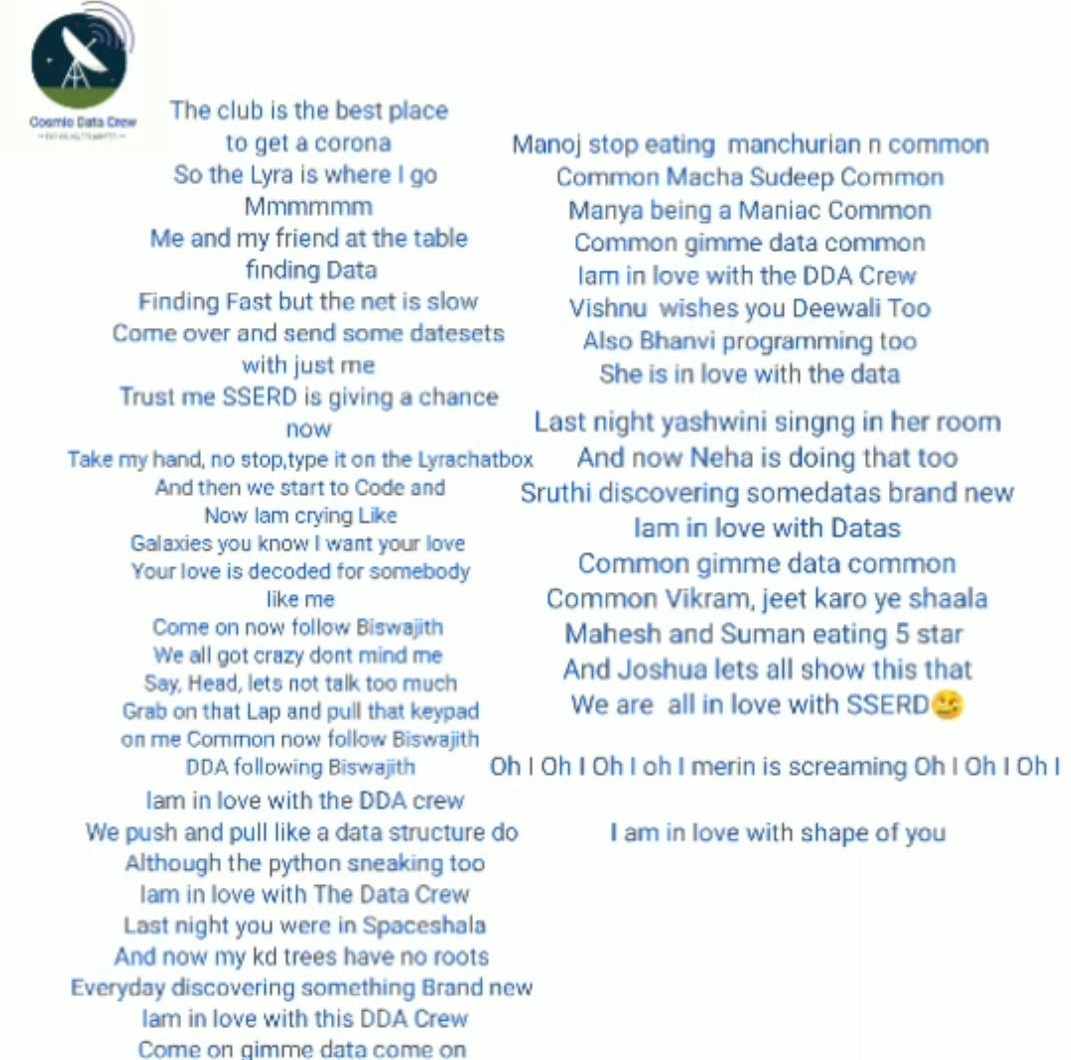 Cosmic Data Crew
The club is the best place
to get a corona
So the Lyra is where I go
Mmmmmm
Me and my friend at the table
finding Data
Finding Fast but the net is slow
Come over and send some datesets
with just me
Trust me SSERD is giving a chance
now
Take my hand, no stop,type it on the Lyrachatbox
And then we start to Code and
Now Iam crying Like
Galaxies you know I want your love
Your love is decoded for somebody
like me
Come on now follow Biswajith
We all got crazy dont mind me
Say, Head, lets not talk too much
Grab on that Lap and pull that keypad
on me Common now follow Biswajith
DDA following Biswajith
Iam in love with the DDA crew
We push and pull like a data structure do
Although the python sneaking too
Iam in love with The Data Crew
Last night you were in Spaceshala
And now my kd trees have no roots
Everyday discovering something Brand new
Iam in love with this DDA Crew
Come on gimme data come on
Manoj stop eating manchurian n common
Common Macha Sudeep Common
Manya being a Maniac Common
Common gimme data common
Iam in love with the DDA Crew
Vishnu wishes you Deewali Too
Also Bhanvi programming too
She is in love with the data
Last night yashwini singng in her room
And now Neha is doing that too
Sruthi discovering somedatas brand new
Iam in love with Datas
Common gimme data common
Common Vikram, jeet karo ye shaala
Mahesh and Suman eating 5 star
And Joshua lets all show this that
We are all in love with SSERD🥴
Oh I Oh I Oh I oh I merin is screaming Oh I Oh I Oh I
I am in love with shape of you